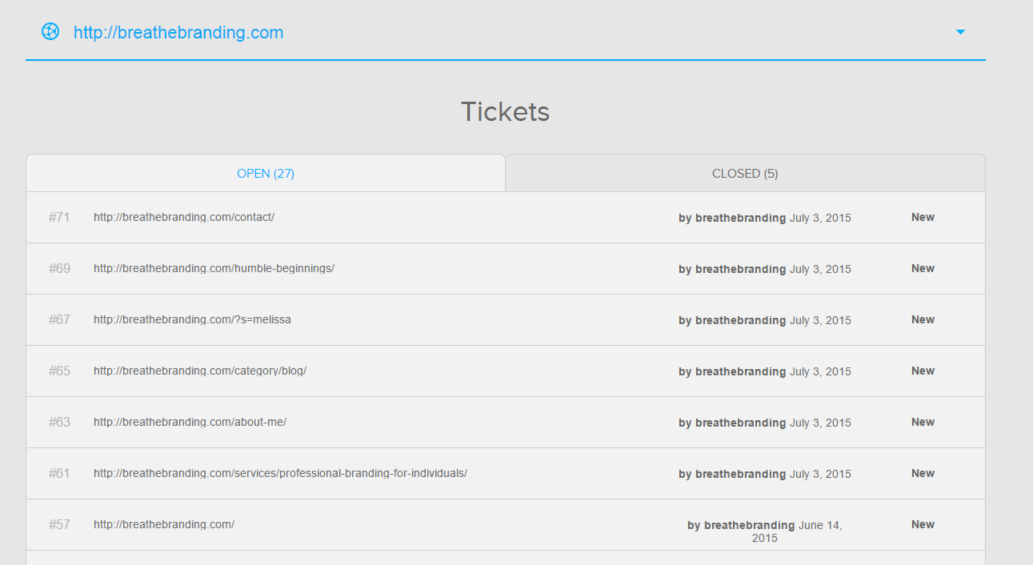 http://breathebranding.com
Tickets
OPEN (27) CLOSED (5)
#71 http://breathebranding.com/contact/ by breathebranding July 3, 2015 New
#69 http://breathebranding.com/humble-beginnings/ by breathebranding July 3, 2015 New
#67 http://breathebranding.com/?s=melissa by breathebranding July 3, 2015 New
#65 http://breathebranding.com/category/blog/ by breathebranding July 3, 2015 New
#63 http://breathebranding.com/about-me/ by breathebranding July 3, 2015 New
#61 http://breathebranding.com/services/professional-branding-for-individuals/ by breathebranding July 3, 2015 New
#57 http://breathebranding.com/ by breathebranding June 14, New
2015